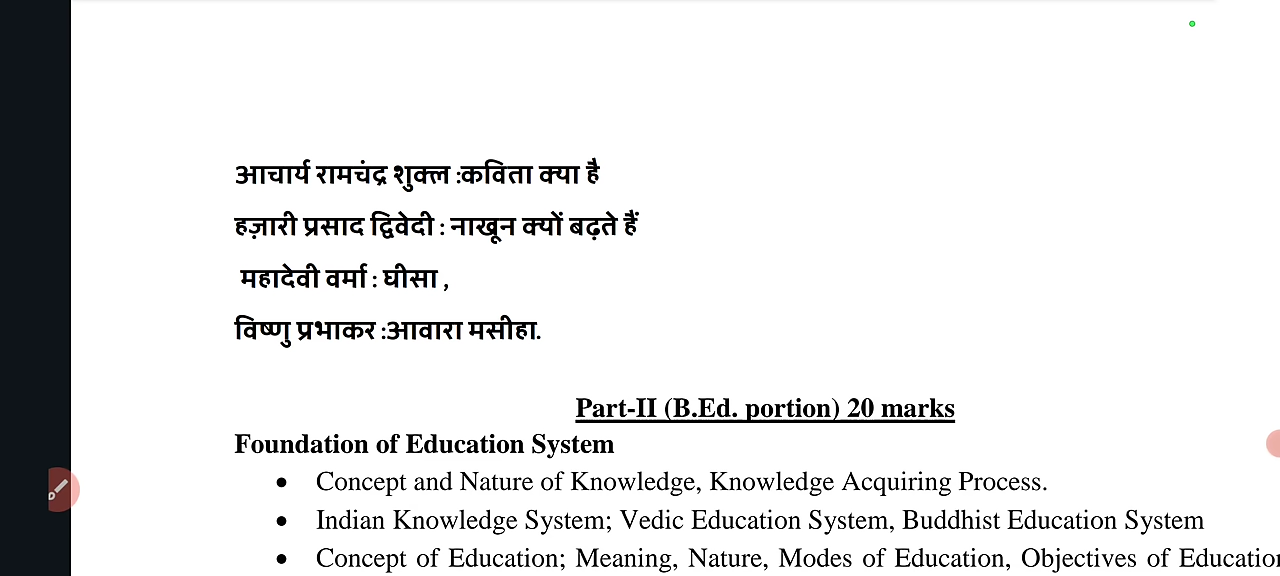 आचार्य रामचंद्र शुक्ल :कविता क्या है
हज़ारी प्रसाद द्विवेदी : नाखून क्यों बढ़ते हैं
महादेवी वर्मा : घीसा ,
विष्णु प्रभाकर :आवारा मसीहा.
Part-II (B.Ed. portion) 20 marks
Foundation of Education System
• Concept and Nature of Knowledge, Knowledge Acquiring Process.
• Indian Knowledge System; Vedic Education System, Buddhist Education System
• Concept of Education; Meaning, Nature, Modes of Education, Objectives of